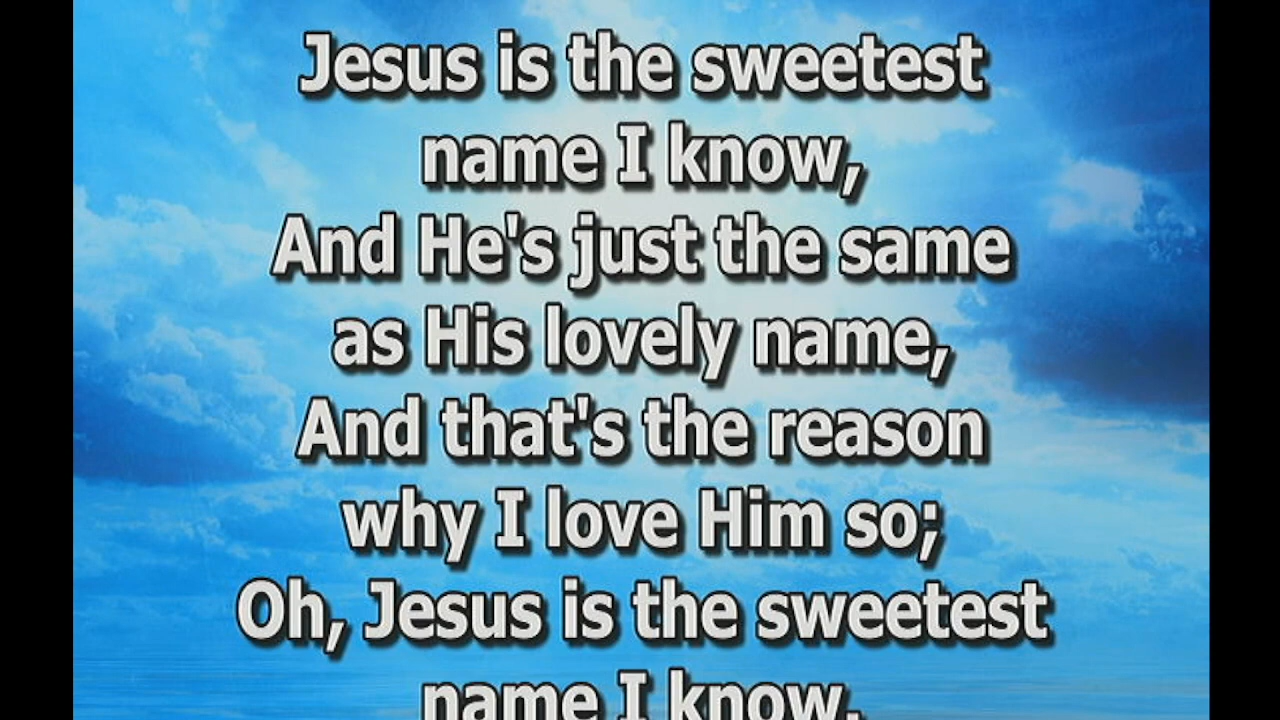 Jesus is the sweetest
name I know,
And He's just the same
as His lovely name,
And that's the reason
why I love Him so;
Oh, Jesus is the sweetest
name I know.